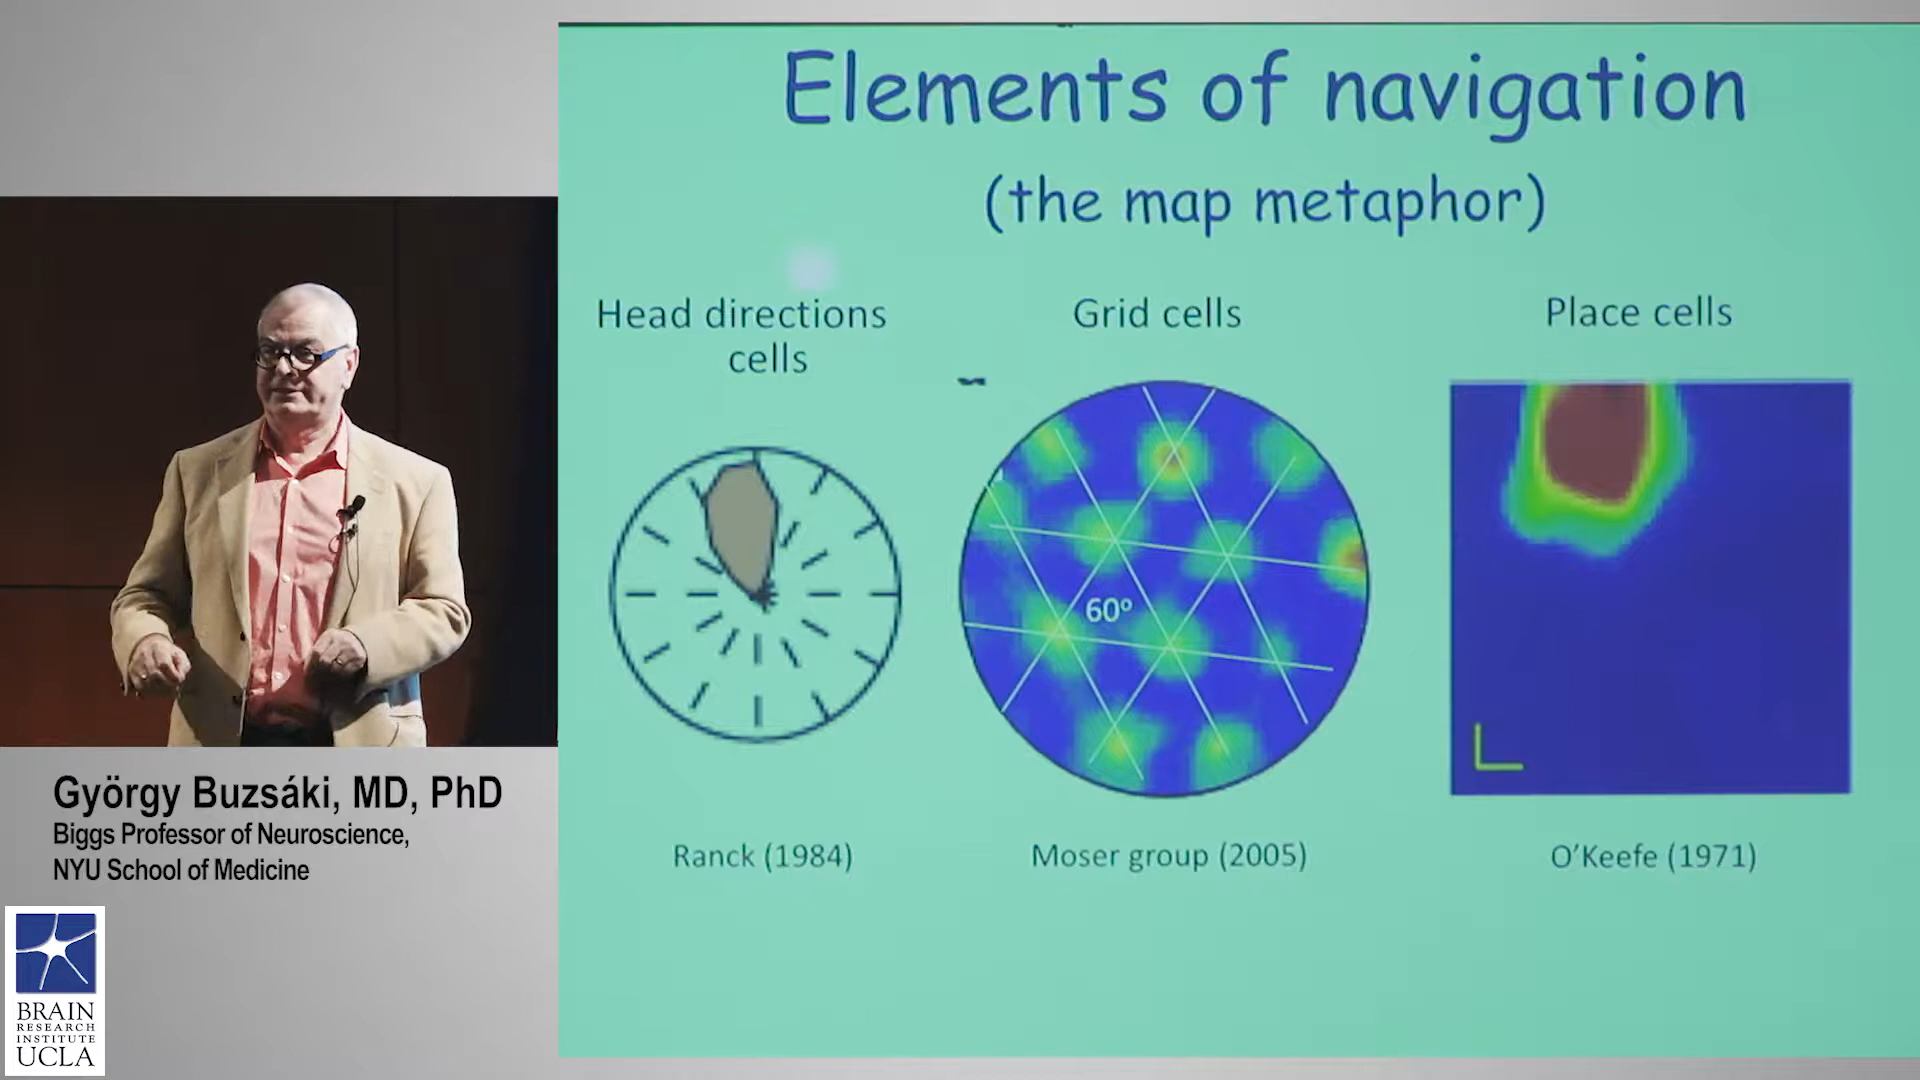 Elements of navigation
(the map metaphor)
Head directions
cells
Grid cells
Place cells
60º
Ranck (1984)
Moser group (2005)
O'Keefe (1971)
György Buzsáki, MD, PhD
Biggs Professor of Neuroscience,
NYU School of Medicine
BRAIN
RESEARCH
INSTITUTE
UCLA